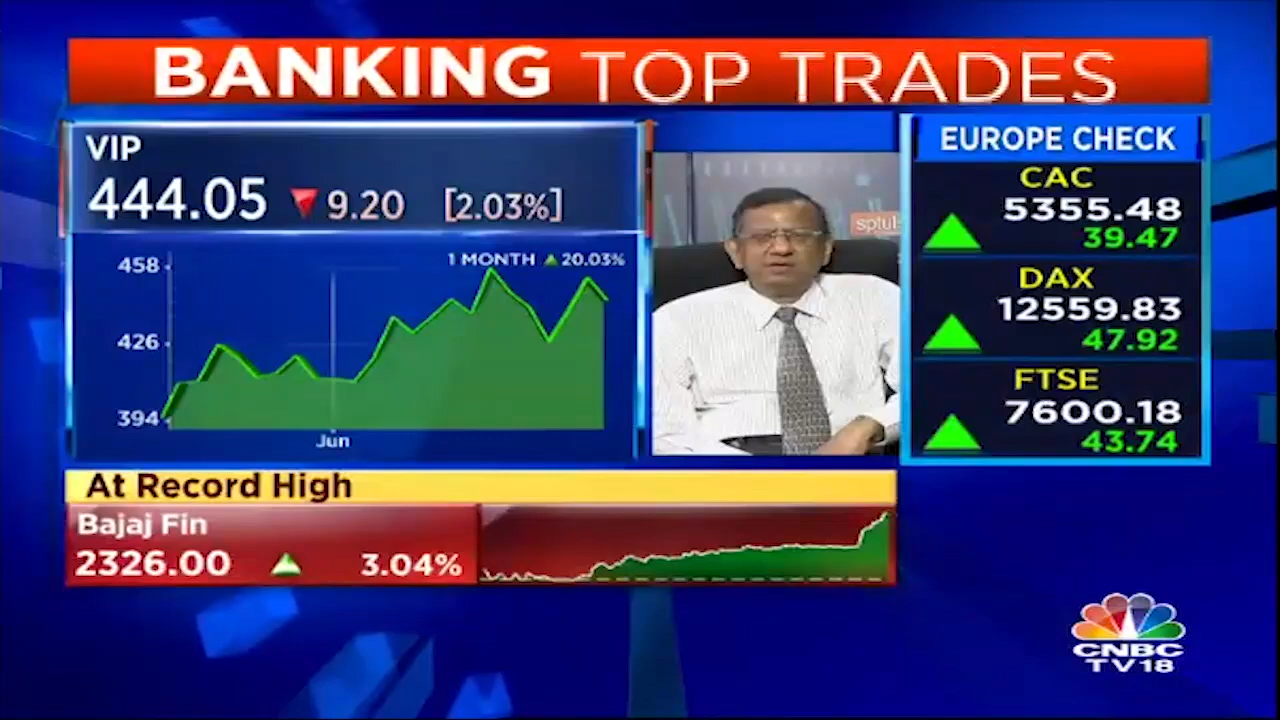 BANKING TOP TRADES
VIP
444.05 ▼ 9.20 [2.03%]
1 MONTH ▲ 20.03%
458
426
394
Jun
sptul
EUROPE CHECK
CAC
5355.48
▲ 39.47
DAX
12559.83
▲ 47.92
FTSE
7600.18
▲ 43.74
At Record High
Bajaj Fin
2326.00 ▲ 3.04%
CNBC
TV18